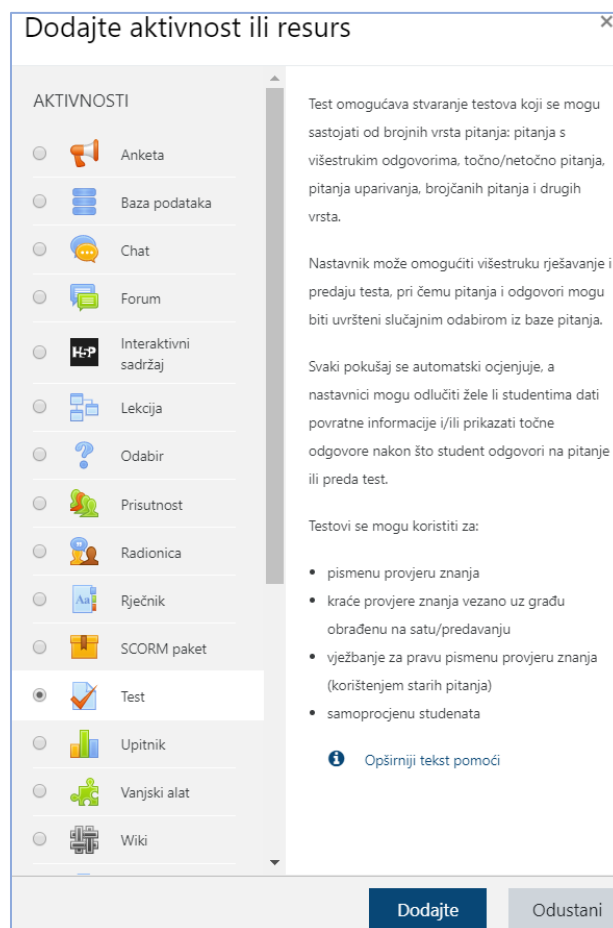 Dodajte aktivnost ili resurs
×
AKTIVNOSTI
Anketa
Baza podataka
Chat
Forum
H5P
Interaktivni
sadržaj
Lekcija
Odabir
Prisutnost
Radionica
Aa
Rječnik
SCORM paket
Test
Upitnik
Vanjski alat
Wiki
Test omogućava stvaranje testova koji se mogu
sastojati od brojnih vrsta pitanja: pitanja s
višestrukim odgovorima, točno/netočno pitanja,
pitanja uparivanja, brojčanih pitanja i drugih
vrsta.
Nastavnik može omogućiti višestruku rješavanje i
predaju testa, pri čemu pitanja i odgovori mogu
biti uvršteni slučajnim odabirom iz baze pitanja.
Svaki pokušaj se automatski ocjenjuje, a
nastavnici mogu odlučiti žele li studentima dati
povratne informacije i/ili prikazati točne
odgovore nakon što student odgovori na pitanje
ili preda test.
Testovi se mogu koristiti za:
• pismenu provjeru znanja
• kraće provjere znanja vezano uz građu
obrađenu na satu/predavanju
• vježbanje za pravu pismenu provjeru znanja
(korištenjem starih pitanja)
• samoprocjenu studenata
Opširniji tekst pomoći
Dodajte
Odustani